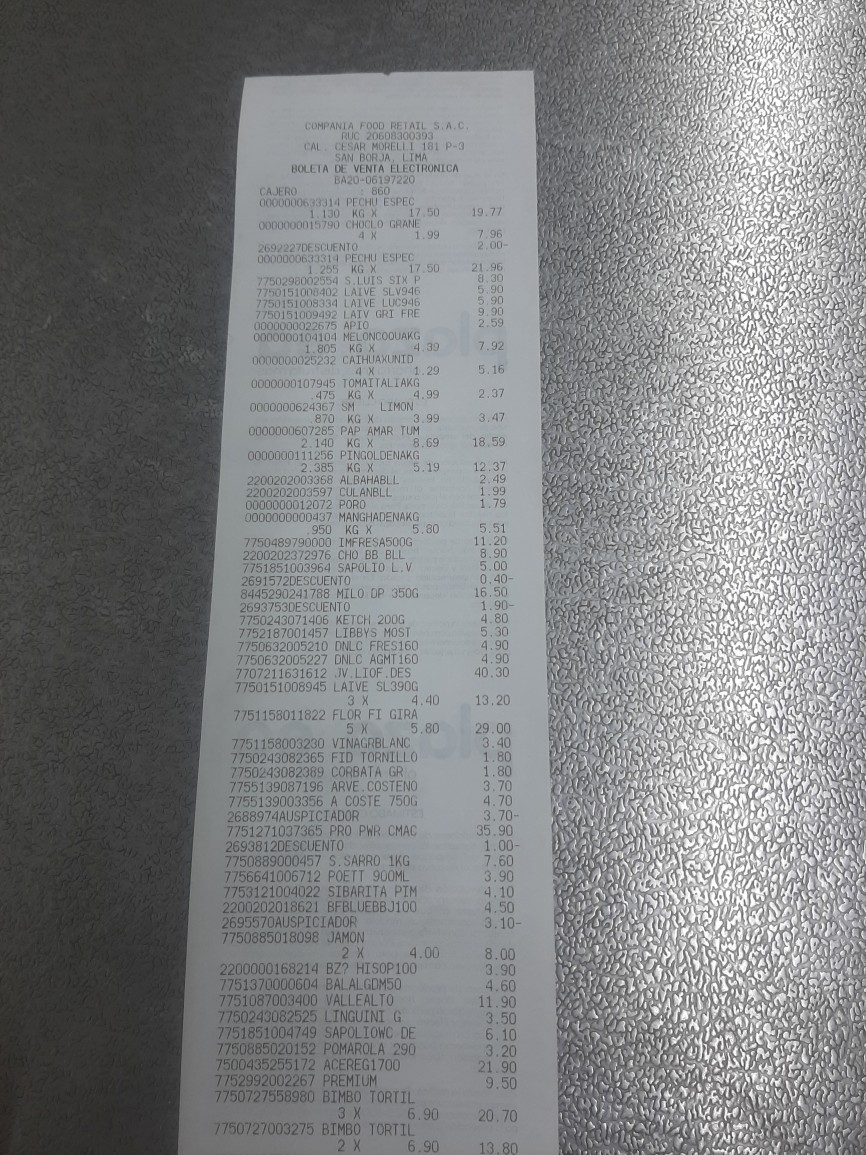 COMPANIA FOOD RETAIL S.A.C.
RUC 20608300393
CAL. CESAR MORELLI 181 P-3
SAN BORJA, LIMA
BOLETA DE VENTA ELECTRONICA
BA20-06197220
CAJERO : 860
0000000633314 PECHU ESPEC
1.130 KG X 17.50 19.77
0000000015790 CHOCLO GRANE
4 X 1.99 7.96
2692227DESCUENTO 2.00-
0000000633314 PECHU ESPEC
1.255 KG X 17.50 21.96
7750298002554 S.LUIS SIX P 8.30
7750151008402 LAIVE SLV946 5.90
7750151008334 LAIVE LUC946 5.90
7750151009492 LAIV GRI FRE 9.90
0000000022675 APIO 2.59
0000000104104 MELONCOQUAKG
1.805 KG X 4.39 7.92
0000000025232 CAIHUAXUNID
4 X 1.29 5.16
0000000107945 TOMAITALIAKG
.475 KG X 4.99 2.37
0000000624367 SM LIMON
.870 KG X 3.99 3.47
0000000607285 PAP AMAR TUM
2.140 KG X 8.69 18.59
0000000111256 PINGOLDENAKG
2.385 KG X 5.19 12.37
2200202003368 ALBAHABLL 2.49
2200202003597 CULANBLL 1.99
0000000012072 PORO 1.79
0000000000437 MANGHADENAKG
.950 KG X 5.80 5.51
7750489790000 IMFRESA500G 11.20
2200202372976 CHO BB BLL 8.90
7751851003964 SAPOLIO L.V 5.00
2691572DESCUENTO 0.40-
8445290241788 MILO DP 350G 16.50
2693753DESCUENTO 1.90-
7750243071406 KETCH 200G 4.80
7752187001457 LIBBYS MOST 5.30
7750632005210 DNLC FRES160 4.90
7750632005227 DNLC AGMT160 4.90
7707211631612 JV.LIOF.DES 40.30
7750151008945 LAIVE SL390G
3 X 4.40 13.20
7751158011822 FLOR FI GIRA
5 X 5.80 29.00
7751158003230 VINAGRBLANC 3.40
7750243082365 FID TORNILLO 1.80
7750243082389 CORBATA GR 1.80
7755139087196 ARVE.COSTENO 3.70
7755139003356 A COSTE 750G 4.70
2688974AUSPICIADOR 3.70-
7751271037365 PRO PWR CMAC 35.90
2693812DESCUENTO 1.00-
7750889000457 S.SARRO 1KG 7.60
7756641006712 POETT 900ML 3.90
7753121004022 SIBARITA PIM 4.10
2200202018621 BFBLUEBBJ100 4.50
2695570AUSPICIADOR 3.10-
7750885018098 JAMON
2 X 4.00 8.00
2200000168214 BZ? HISOP100 3.90
7751370000604 BALALGDM50 4.60
7751087003400 VALLEALTO 11.90
7750243082525 LINGUINI G 3.50
7751851004749 SAPOLIOWC DE 6.10
7750885020152 POMAROLA 290 3.20
7500435255172 ACEREG1700 21.90
7752992002267 PREMIUM 9.50
7750727558980 BIMBO TORTIL
3 X 6.90 20.70
7750727003275 BIMBO TORTIL
2 X 6.90 13.80